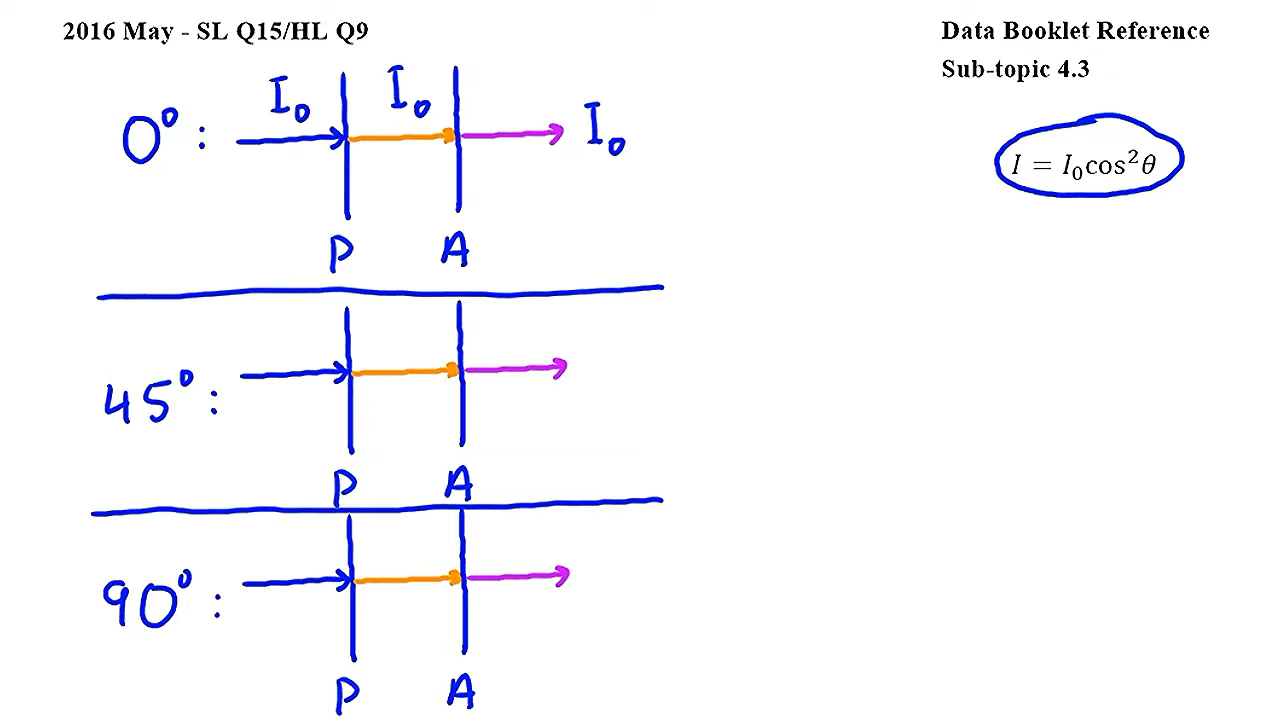 2016 May - SL Q15/HL Q9
Data Booklet Reference
Sub-topic 4.3
I = I₀cos²θ
I₀ I₀
0° : I₀
P A
45° :
P A
90° :
P A